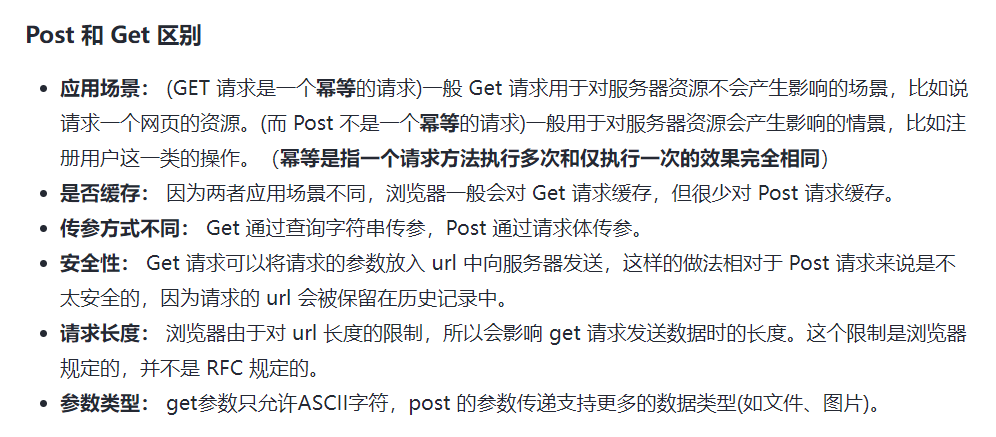 Post 和 Get 区别
• 应用场景： (GET 请求是一个幂等的请求)一般 Get 请求用于对服务器资源不会产生影响的场景，比如说
请求一个网页的资源。(而 Post 不是一个幂等的请求)一般用于对服务器资源会产生影响的情景，比如注
册用户这一类的操作。（幂等是指一个请求方法执行多次和仅执行一次的效果完全相同）
• 是否缓存： 因为两者应用场景不同，浏览器一般会对 Get 请求缓存，但很少对 Post 请求缓存。
• 传参方式不同： Get 通过查询字符串传参，Post 通过请求体传参。
• 安全性： Get 请求可以将请求的参数放入 url 中向服务器发送，这样的做法相对于 Post 请求来说是不
太安全的，因为请求的 url 会被保留在历史记录中。
• 请求长度： 浏览器由于对 url 长度的限制，所以会影响 get 请求发送数据时的长度。这个限制是浏览器
规定的，并不是 RFC 规定的。
• 参数类型： get参数只允许ASCII字符，post 的参数传递支持更多的数据类型(如文件、图片)。